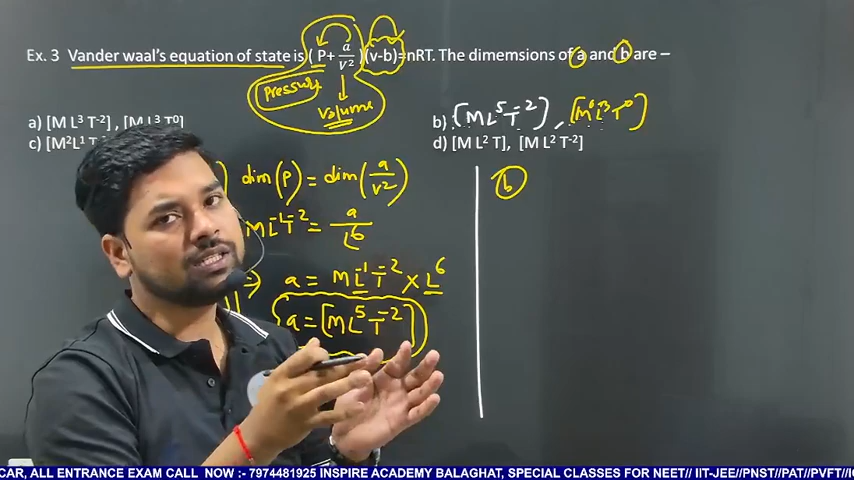 Ex. 3 Vander waal's equation of state is ( P+ a/V² )(v-b)=nRT. The dimemsions of a and b are –
Pressure
volume
a) [M L³ T⁻²] , [M L³ T⁰]
b) [M L⁵ T⁻²] , [M⁰ L³ T⁰]
c) [M²L¹ T
d) [M L² T], [M L² T⁻²]
dim(P) = dim(a/V²)
ML⁻¹T⁻² = a/L⁶
⇒ a = ML⁻¹T⁻² × L⁶
a = [ML⁵T⁻²]
b
CAR, ALL ENTRANCE EXAM CALL NOW :- 7974481925 INSPIRE ACADEMY BALAGHAT, SPECIAL CLASSES FOR NEET// IIT-JEE//PNST//PAT//PVFT//